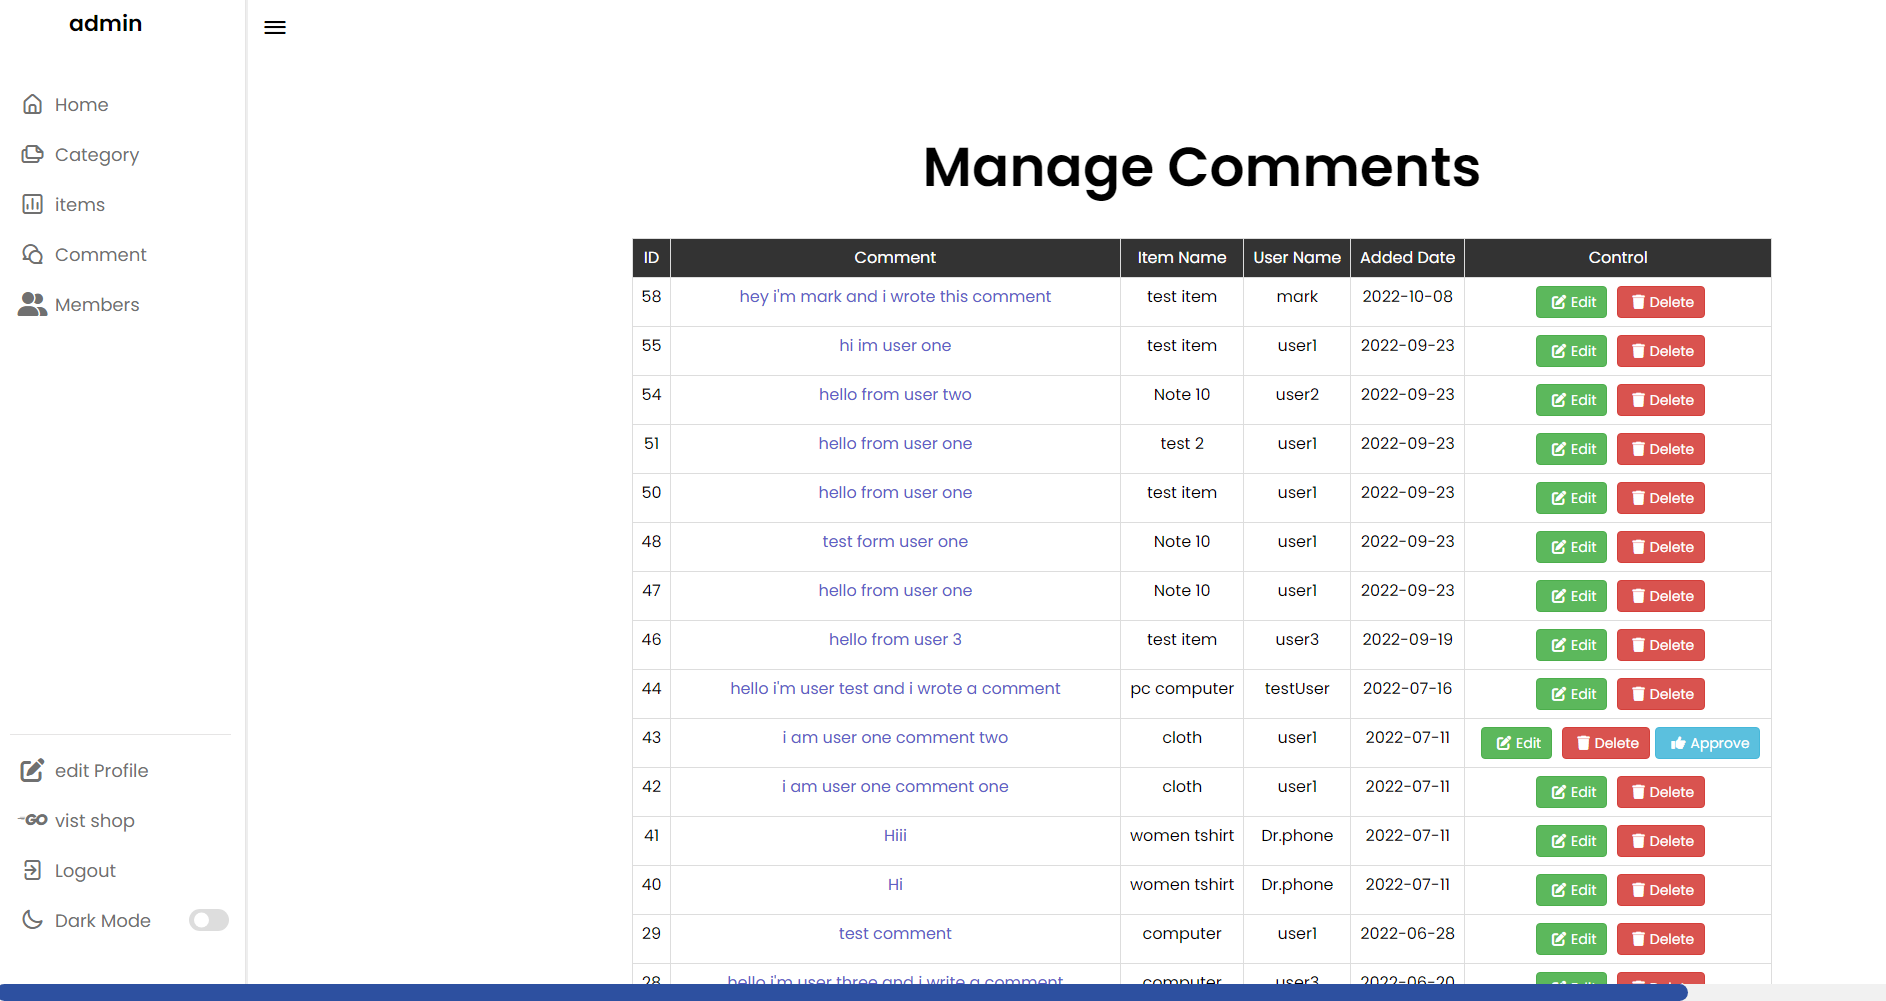 admin
Home
Category
items
Comment
Members
edit Profile
vist shop
Logout
Dark Mode
Manage Comments
ID Comment Item Name User Name Added Date Control
58 hey i'm mark and i wrote this comment test item mark 2022-10-08 Edit Delete
55 hi im user one test item user1 2022-09-23 Edit Delete
54 hello from user two Note 10 user2 2022-09-23 Edit Delete
51 hello from user one test 2 user1 2022-09-23 Edit Delete
50 hello from user one test item user1 2022-09-23 Edit Delete
48 test form user one Note 10 user1 2022-09-23 Edit Delete
47 hello from user one Note 10 user1 2022-09-23 Edit Delete
46 hello from user 3 test item user3 2022-09-19 Edit Delete
44 hello i'm user test and i wrote a comment pc computer testUser 2022-07-16 Edit Delete
43 i am user one comment two cloth user1 2022-07-11 Edit Delete Approve
42 i am user one comment one cloth user1 2022-07-11 Edit Delete
41 Hiii women tshirt Dr.phone 2022-07-11 Edit Delete
40 Hi women tshirt Dr.phone 2022-07-11 Edit Delete
29 test comment computer user1 2022-06-28 Edit Delete
28 hello i'm user three and i write a comment computer user3 2022-06-20